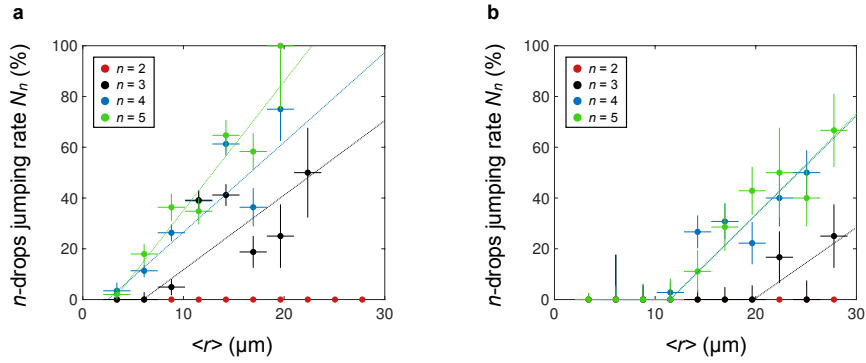 a
n-drops jumping rate Nₙ (%)
100
80
60
40
20
0
n = 2
n = 3
n = 4
n = 5
0 10 20 30
<r> (µm)
b
n-drops jumping rate Nₙ (%)
100
80
60
40
20
0
n = 2
n = 3
n = 4
n = 5
0 10 20 30
<r> (µm)